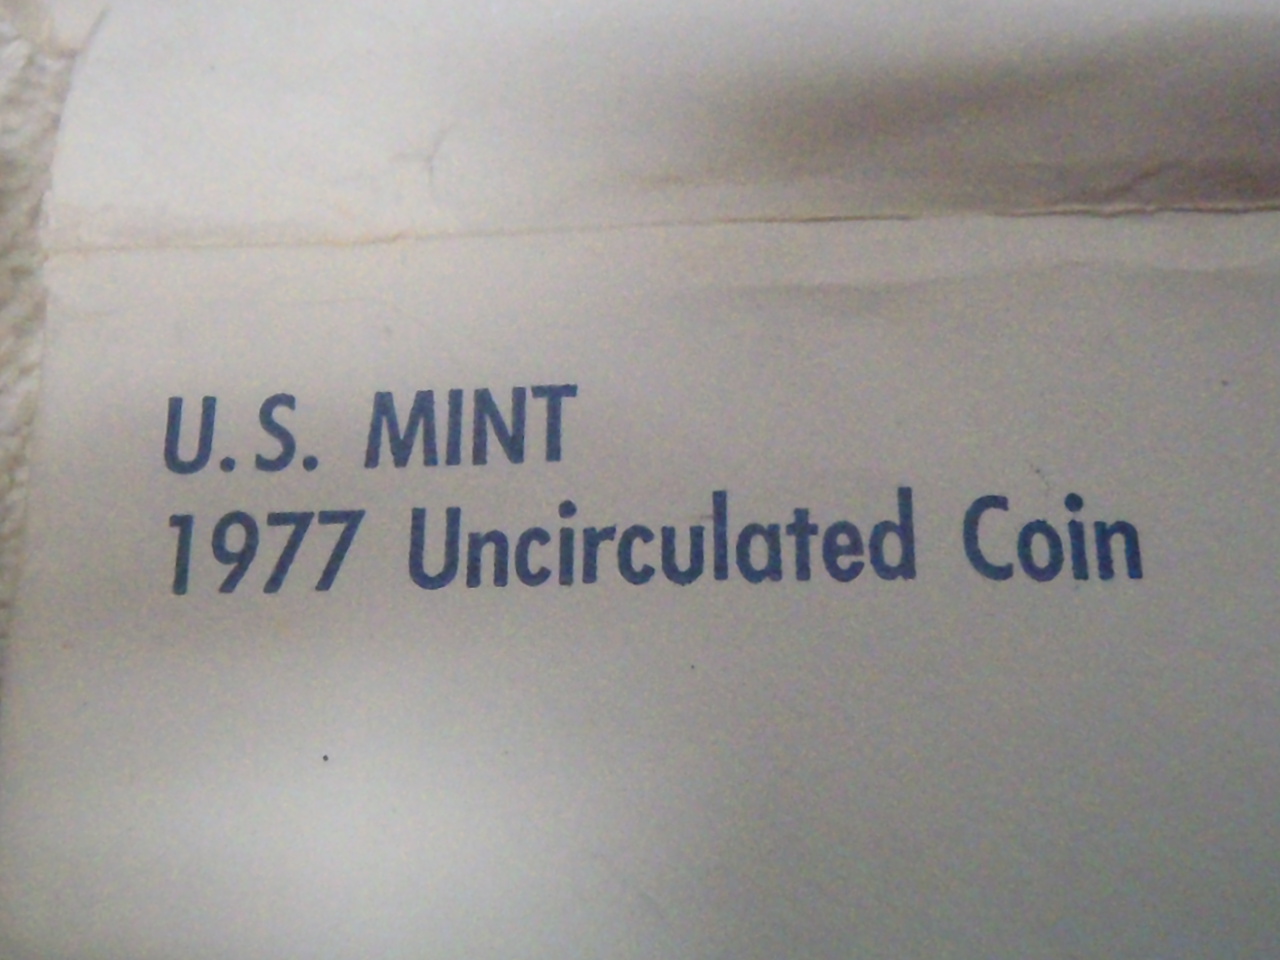 U.S. MINT
1977 Uncirculated Coin